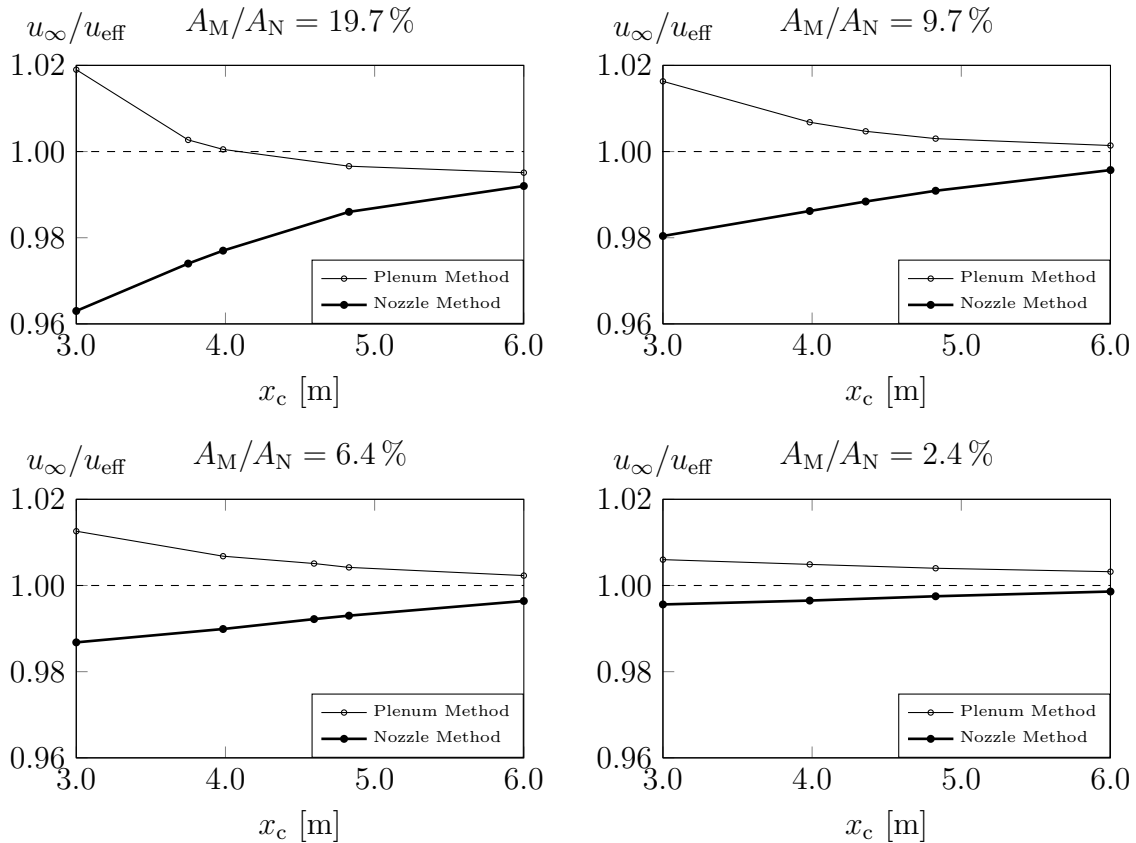 u∞/ueff
AM/AN = 19.7 %
1.02
1.00
0.98
0.96
3.0 4.0 5.0 6.0
xc [m]
Plenum Method
Nozzle Method
u∞/ueff
AM/AN = 9.7 %
1.02
1.00
0.98
0.96
3.0 4.0 5.0 6.0
xc [m]
Plenum Method
Nozzle Method
u∞/ueff
AM/AN = 6.4 %
1.02
1.00
0.98
0.96
3.0 4.0 5.0 6.0
xc [m]
Plenum Method
Nozzle Method
u∞/ueff
AM/AN = 2.4 %
1.02
1.00
0.98
0.96
3.0 4.0 5.0 6.0
xc [m]
Plenum Method
Nozzle Method